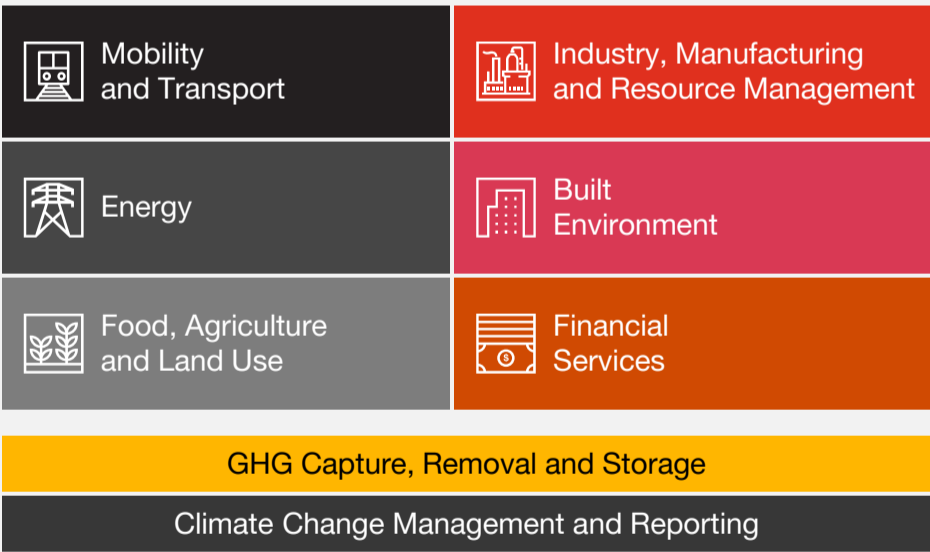 Mobility
and Transport
Industry, Manufacturing
and Resource Management
Energy
Built
Environment
Food, Agriculture
and Land Use
Financial
Services
$
GHG Capture, Removal and Storage
Climate Change Management and Reporting